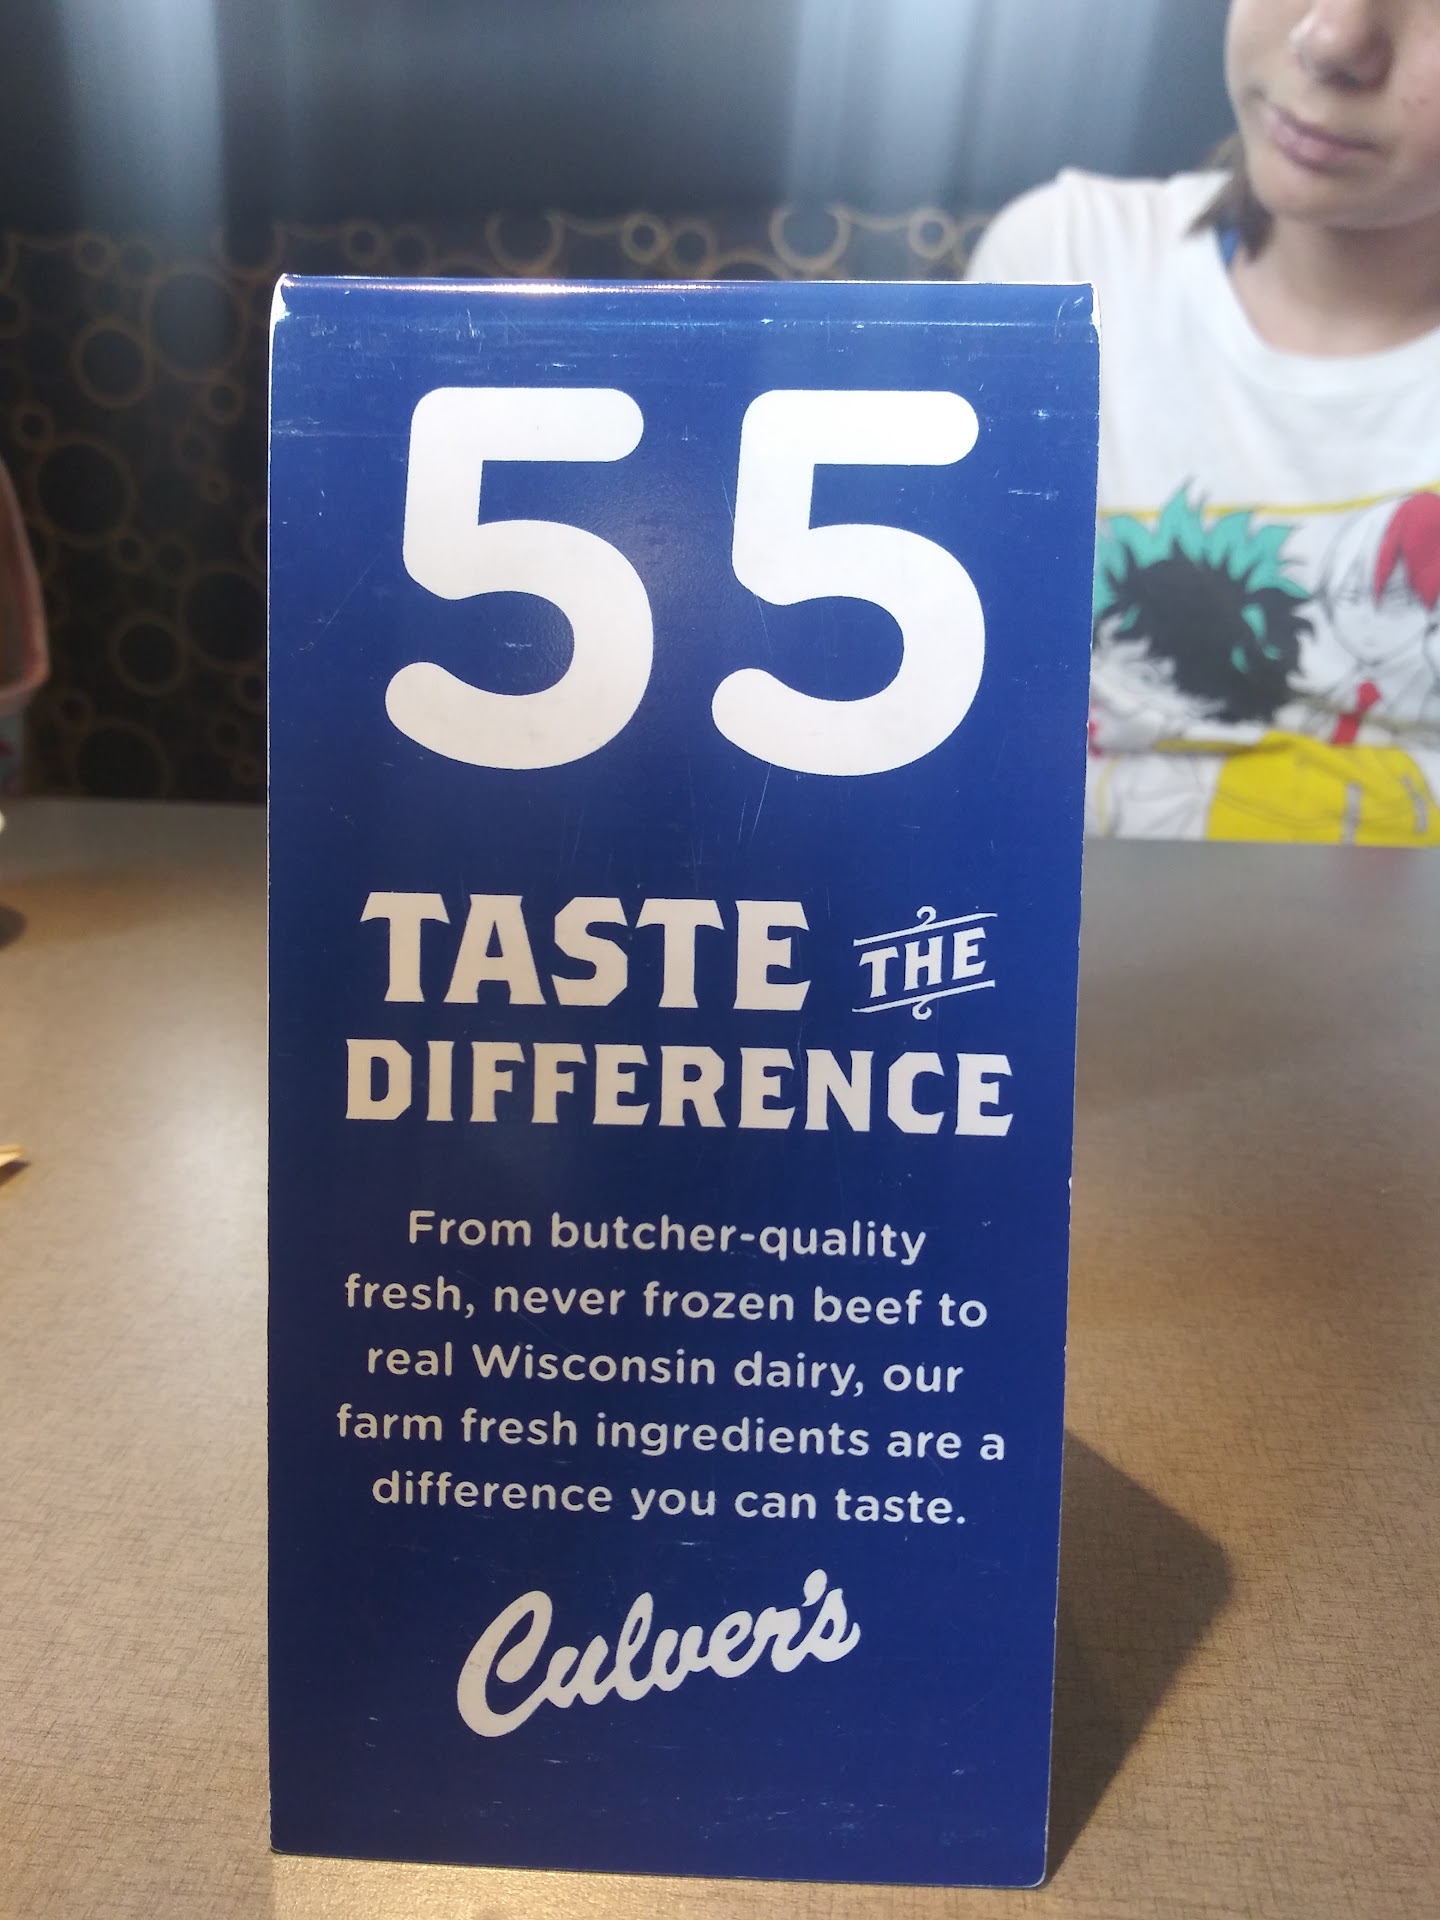 55
TASTE THE
DIFFERENCE
From butcher-quality
fresh, never frozen beef to
real Wisconsin dairy, our
farm fresh ingredients are a
difference you can taste.
Culver's